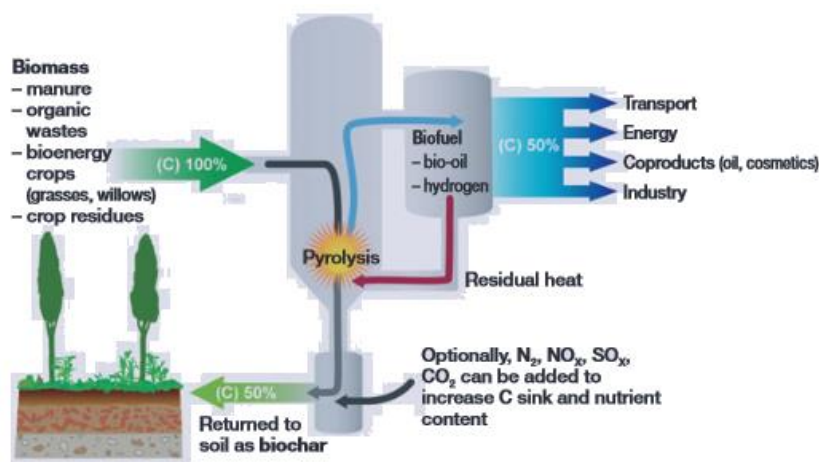 Biomass
– manure
– organic
wastes
– bioenergy
crops
(grasses, willows)
– crop residues
(C) 100%
Pyrolysis
Biofuel
– bio-oil
– hydrogen
(C) 50%
Transport
Energy
Coproducts (oil, cosmetics)
Industry
Residual heat
Optionally, N₂, NOₓ, SOₓ,
CO₂ can be added to
increase C sink and nutrient
content
(C) 50%
Returned to
soil as biochar